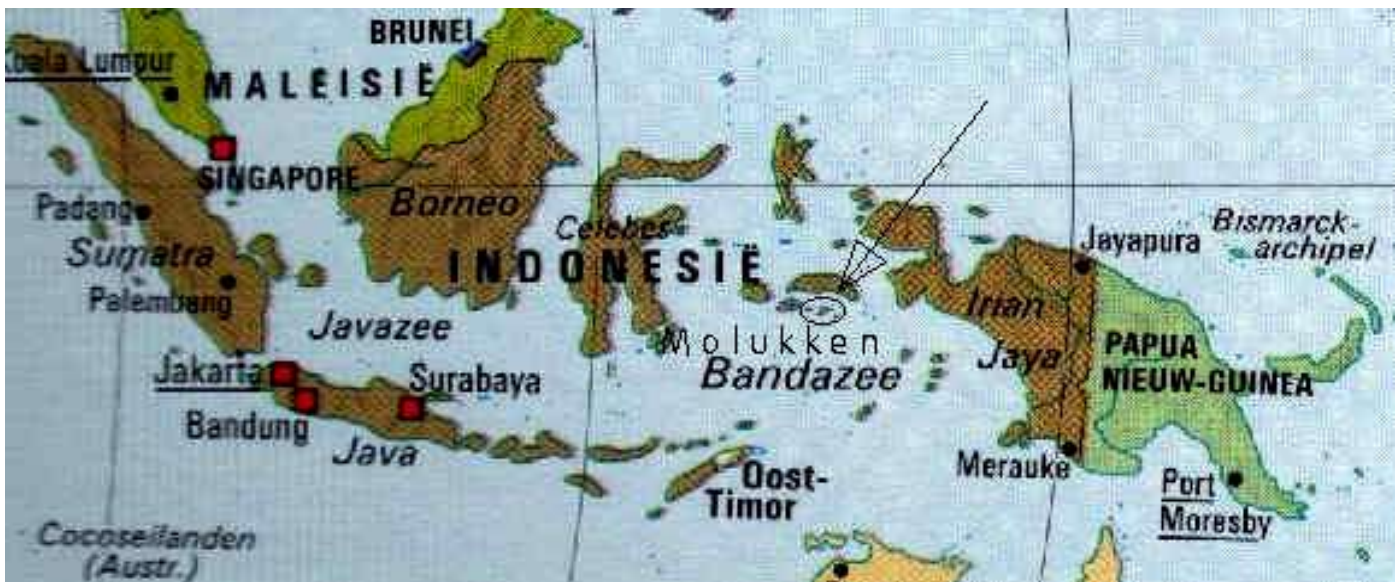 BRUNEI
Kuala Lumpur
MALEISIË
SINGAPORE
Padang
Borneo
Celebes
Sumatra
INDONESIË
Palembang
Javazee
Molukken
Bandazee
Jayapura
Bismarck-
archipel
Irian
Jaya
PAPUA
NIEUW-GUINEA
Jakarta
Surabaya
Bandung
Java
Oost-
Timor
Merauke
Port
Moresby
Cocoseilanden
(Austr.)